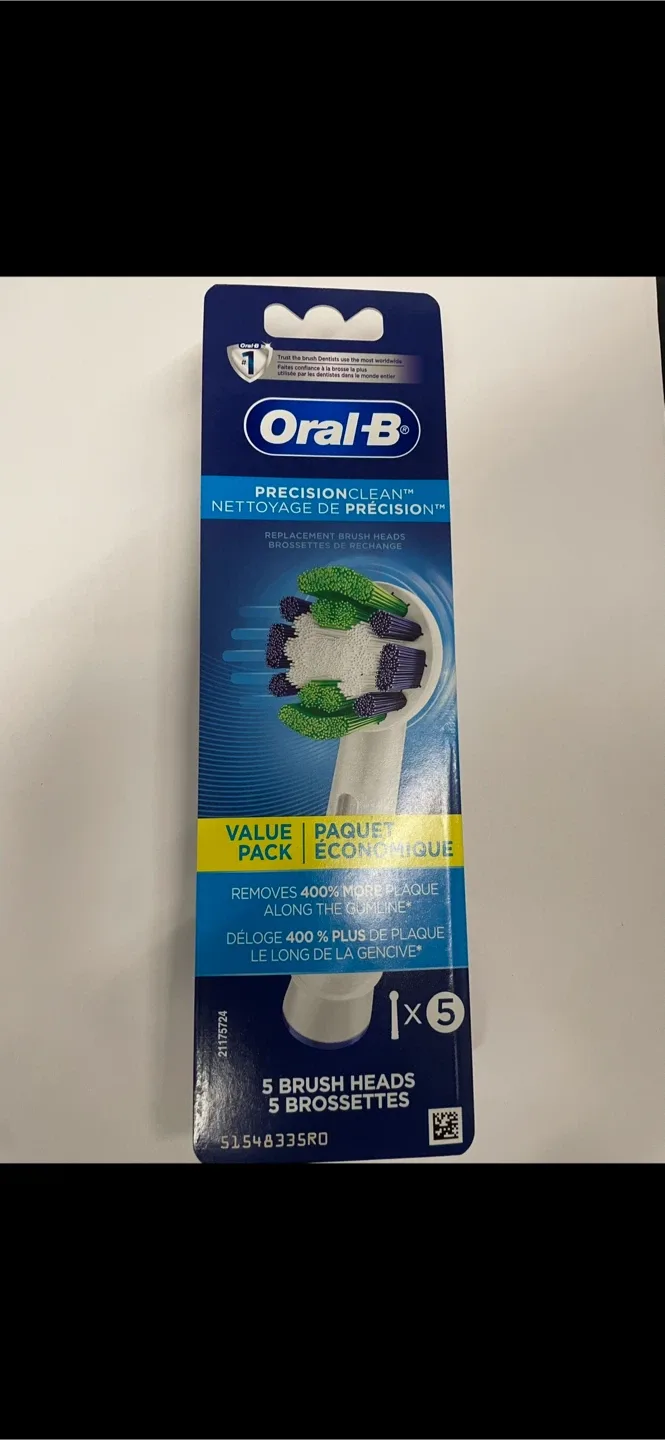 Oral-B
#1
Trust the brush Dentists use the most worldwide
Faites confiance à la brosse la plus
utilisée par les dentistes dans le monde entier
Oral-B®
PRECISIONCLEAN™
NETTOYAGE DE PRÉCISION™
REPLACEMENT BRUSH HEADS
BROSSETTES DE RECHANGE
VALUE PACK
PAQUET ÉCONOMIQUE
REMOVES 400% MORE PLAQUE
ALONG THE GUMLINE*
DÉLOGE 400 % PLUS DE PLAQUE
LE LONG DE LA GENCIVE*
X 5
21175724
5 BRUSH HEADS
5 BROSSETTES
51548335RO